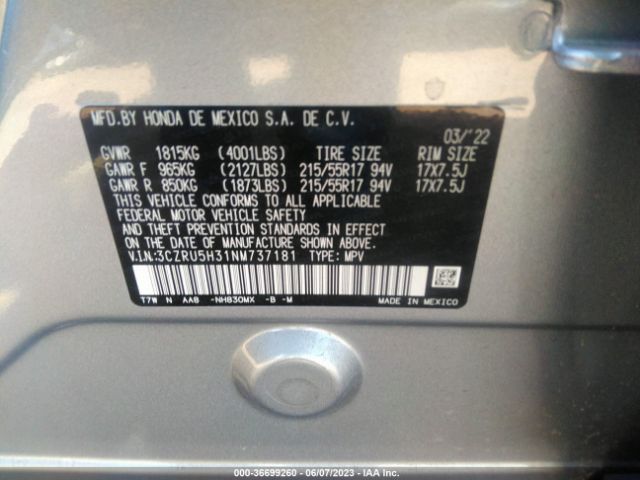 MFD.BY HONDA DE MEXICO S.A. DE C.V.
03/'22
GVWR 1815KG (4001LBS) TIRE SIZE RIM SIZE
GAWR F 965KG (2127LBS) 215/55R17 94V 17X7.5J
GAWR R 850KG (1873LBS) 215/55R17 94V 17X7.5J
THIS VEHICLE CONFORMS TO ALL APPLICABLE
FEDERAL MOTOR VEHICLE SAFETY
AND THEFT PREVENTION STANDARDS IN EFFECT ON
THE DATE OF MANUFACTURE SHOWN ABOVE.
V.I.N.:3CZRU5H31NM737181 TYPE: MPV
T7W N AAB -NH830MX -B -M MADE IN MEXICO
000-36699260 - 06/07/2023 - IAA Inc.